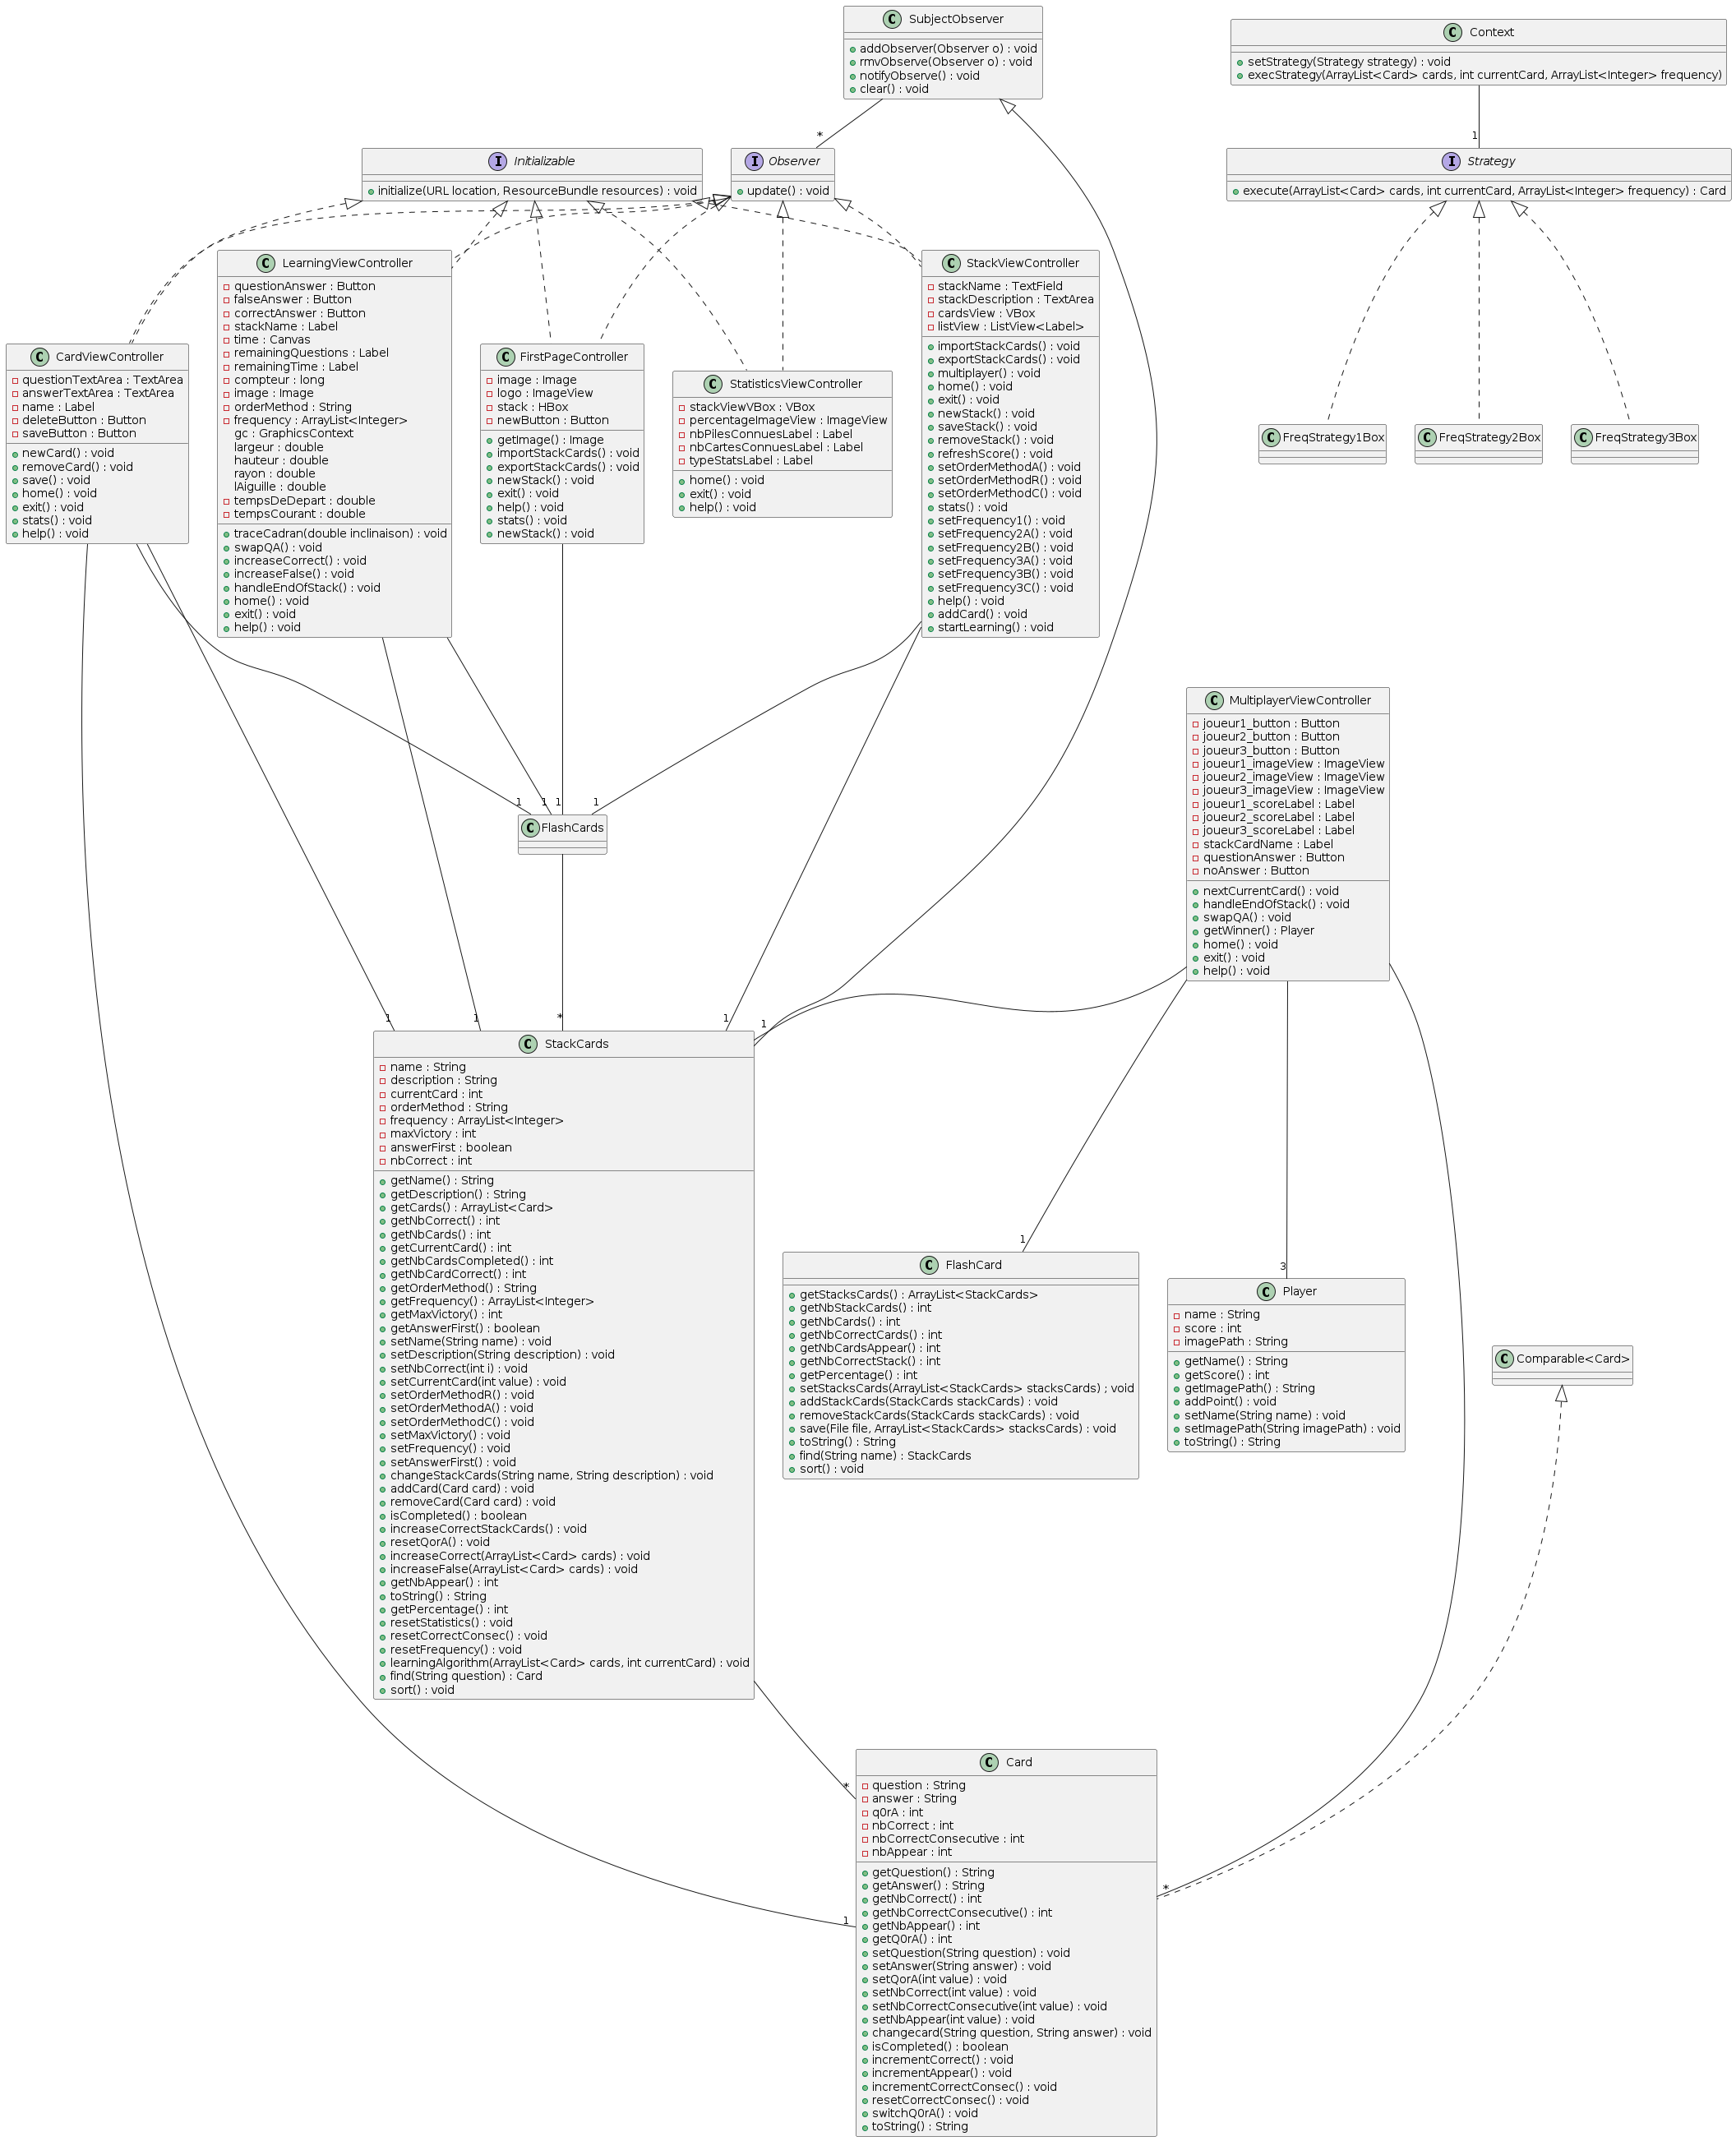 SubjectObserver
addObserver(Observer o) : void
rmvObserve(Observer o) : void
notifyObserve() : void
clear() : void
Context
setStrategy(Strategy strategy) : void
execStrategy(ArrayList<Card> cards, int currentCard, ArrayList<Integer> frequency)
*
1
Initializable
initialize(URL location, ResourceBundle resources) : void
Observer
update() : void
Strategy
execute(ArrayList<Card> cards, int currentCard, ArrayList<Integer> frequency) : Card
LearningViewController
questionAnswer : Button
falseAnswer : Button
correctAnswer : Button
stackName : Label
time : Canvas
remainingQuestions : Label
remainingTime : Label
compteur : long
image : Image
orderMethod : String
frequency : ArrayList<Integer>
gc : GraphicsContext
largeur : double
hauteur : double
rayon : double
lAiguille : double
tempsDeDepart : double
tempsCourant : double
traceCadran(double inclinaison) : void
swapQA() : void
increaseCorrect() : void
increaseFalse() : void
handleEndOfStack() : void
home() : void
exit() : void
help() : void
StackViewController
stackName : TextField
stackDescription : TextArea
cardsView : VBox
listView : ListView<Label>
importStackCards() : void
exportStackCards() : void
multiplayer() : void
home() : void
exit() : void
newStack() : void
saveStack() : void
removeStack() : void
refreshScore() : void
setOrderMethodA() : void
setOrderMethodR() : void
setOrderMethodC() : void
stats() : void
setFrequency1() : void
setFrequency2A() : void
setFrequency2B() : void
setFrequency3A() : void
setFrequency3B() : void
setFrequency3C() : void
help() : void
addCard() : void
startLearning() : void
CardViewController
questionTextArea : TextArea
answerTextArea : TextArea
name : Label
deleteButton : Button
saveButton : Button
newCard() : void
removeCard() : void
save() : void
home() : void
exit() : void
stats() : void
help() : void
FirstPageController
image : Image
logo : ImageView
stack : HBox
newButton : Button
getImage() : Image
importStackCards() : void
exportStackCards() : void
newStack() : void
exit() : void
help() : void
stats() : void
newStack() : void
StatisticsViewController
stackViewVBox : VBox
percentageImageView : ImageView
nbPilesConnuesLabel : Label
nbCartesConnuesLabel : Label
typeStatsLabel : Label
home() : void
exit() : void
help() : void
FreqStrategy1Box
FreqStrategy2Box
FreqStrategy3Box
MultiplayerViewController
joueur1_button : Button
joueur2_button : Button
joueur3_button : Button
joueur1_imageView : ImageView
joueur2_imageView : ImageView
joueur3_imageView : ImageView
joueur1_scoreLabel : Label
joueur2_scoreLabel : Label
joueur3_scoreLabel : Label
stackCardName : Label
questionAnswer : Button
noAnswer : Button
nextCurrentCard() : void
handleEndOfStack() : void
swapQA() : void
getWinner() : Player
home() : void
exit() : void
help() : void
1
1
1
1
FlashCards
1
1
*
1
1
StackCards
name : String
description : String
currentCard : int
orderMethod : String
frequency : ArrayList<Integer>
maxVictory : int
answerFirst : boolean
nbCorrect : int
getName() : String
getDescription() : String
getCards() : ArrayList<Card>
getNbCorrect() : int
getNbCards() : int
getCurrentCard() : int
getNbCardsCompleted() : int
getNbCardCorrect() : int
getOrderMethod() : String
getFrequency() : ArrayList<Integer>
getMaxVictory() : int
getAnswerFirst() : boolean
setName(String name) : void
setDescription(String description) : void
setNbCorrect(int i) : void
setCurrentCard(int value) : void
setOrderMethodR() : void
setOrderMethodA() : void
setOrderMethodC() : void
setMaxVictory() : void
setFrequency() : void
setAnswerFirst() : void
changeStackCards(String name, String description) : void
addCard(Card card) : void
removeCard(Card card) : void
isCompleted() : boolean
increaseCorrectStackCards() : void
resetQorA() : void
increaseCorrect(ArrayList<Card> cards) : void
increaseFalse(ArrayList<Card> cards) : void
getNbAppear() : int
toString() : String
getPercentage() : int
resetStatistics() : void
resetCorrectConsec() : void
resetFrequency() : void
learningAlgorithm(ArrayList<Card> cards, int currentCard) : void
find(String question) : Card
sort() : void
1
3
FlashCard
getStacksCards() : ArrayList<StackCards>
getNbStackCards() : int
getNbCards() : int
getNbCorrectCards() : int
getNbCardsAppear() : int
getNbCorrectStack() : int
getPercentage() : int
setStacksCards(ArrayList<StackCards> stacksCards) ; void
addStackCards(StackCards stackCards) : void
removeStackCards(StackCards stackCards) : void
save(File file, ArrayList<StackCards> stacksCards) : void
toString() : String
find(String name) : StackCards
sort() : void
Player
name : String
score : int
imagePath : String
getName() : String
getScore() : int
getImagePath() : String
addPoint() : void
setName(String name) : void
setImagePath(String imagePath) : void
toString() : String
Comparable<Card>
*
*
1
Card
question : String
answer : String
q0rA : int
nbCorrect : int
nbCorrectConsecutive : int
nbAppear : int
getQuestion() : String
getAnswer() : String
getNbCorrect() : int
getNbCorrectConsecutive() : int
getNbAppear() : int
getQ0rA() : int
setQuestion(String question) : void
setAnswer(String answer) : void
setQorA(int value) : void
setNbCorrect(int value) : void
setNbCorrectConsecutive(int value) : void
setNbAppear(int value) : void
changecard(String question, String answer) : void
isCompleted() : boolean
incrementCorrect() : void
incrementAppear() : void
incrementCorrectConsec() : void
resetCorrectConsec() : void
switchQ0rA() : void
toString() : String